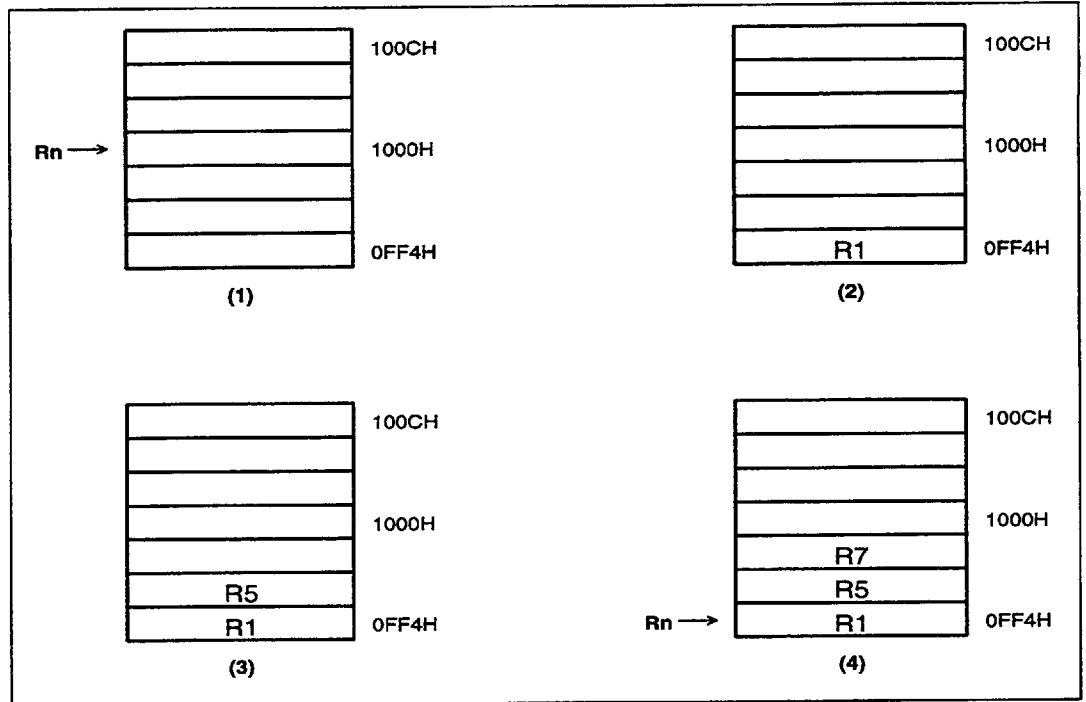 100CH
Rn → 1000H
0FF4H
(1)
100CH
1000H
R1 0FF4H
(2)
100CH
1000H
R5
R1 0FF4H
(3)
100CH
1000H
R7
R5
Rn → R1 0FF4H
(4)